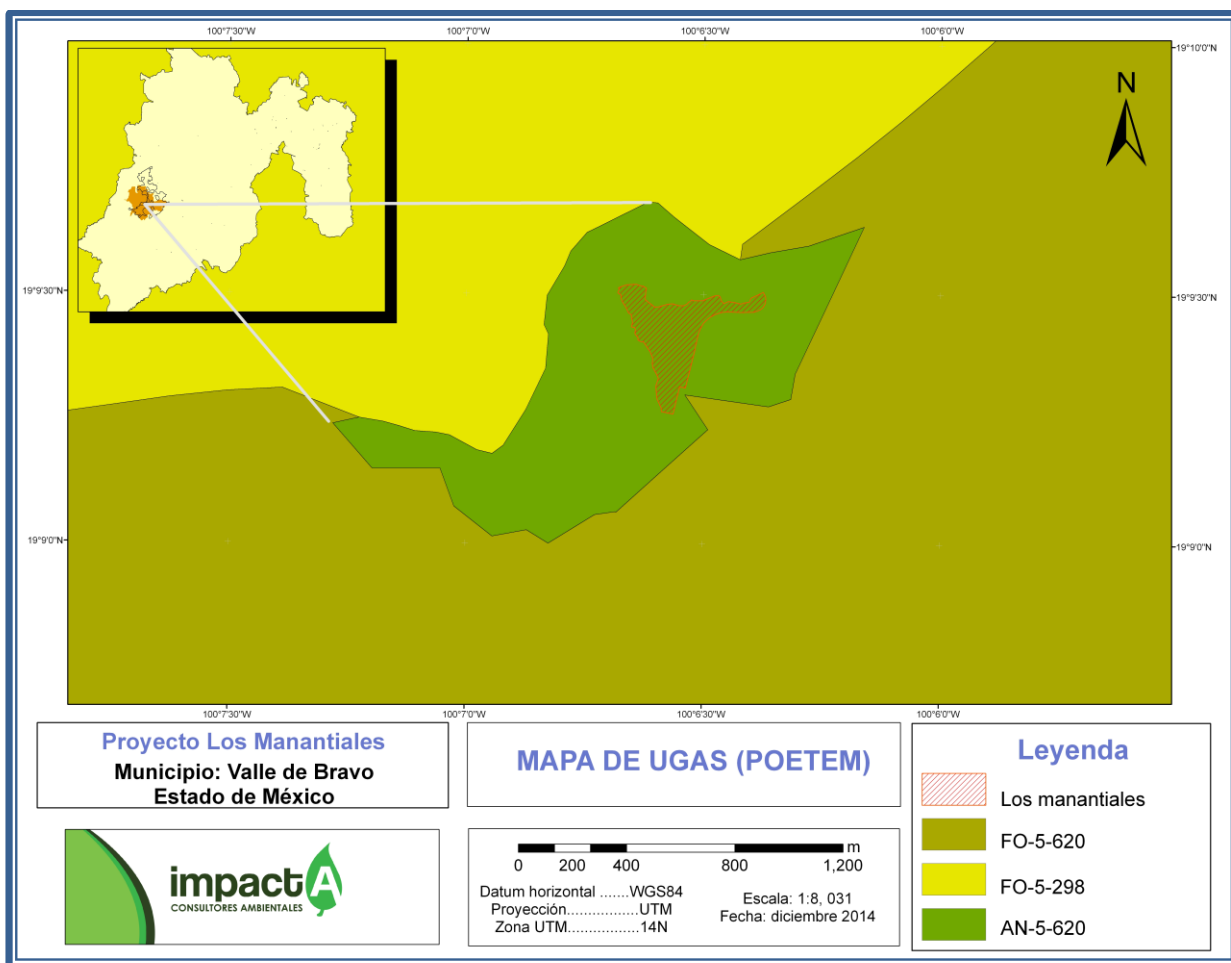 100°7'30"W 100°7'0"W 100°6'30"W 100°6'0"W
19°10'0"N
N
19°9'30"N 19°9'30"N
19°9'0"N 19°9'0"N
100°7'30"W 100°7'0"W 100°6'30"W 100°6'0"W
Proyecto Los Manantiales
Municipio: Valle de Bravo
Estado de México
MAPA DE UGAS (POETEM)
Leyenda
Los manantiales
FO-5-620
FO-5-298
AN-5-620
impactA
CONSULTORES AMBIENTALES
m
0 200 400 800 1,200
Datum horizontal .......WGS84
Proyección.................UTM
Zona UTM.................14N
Escala: 1:8, 031
Fecha: diciembre 2014